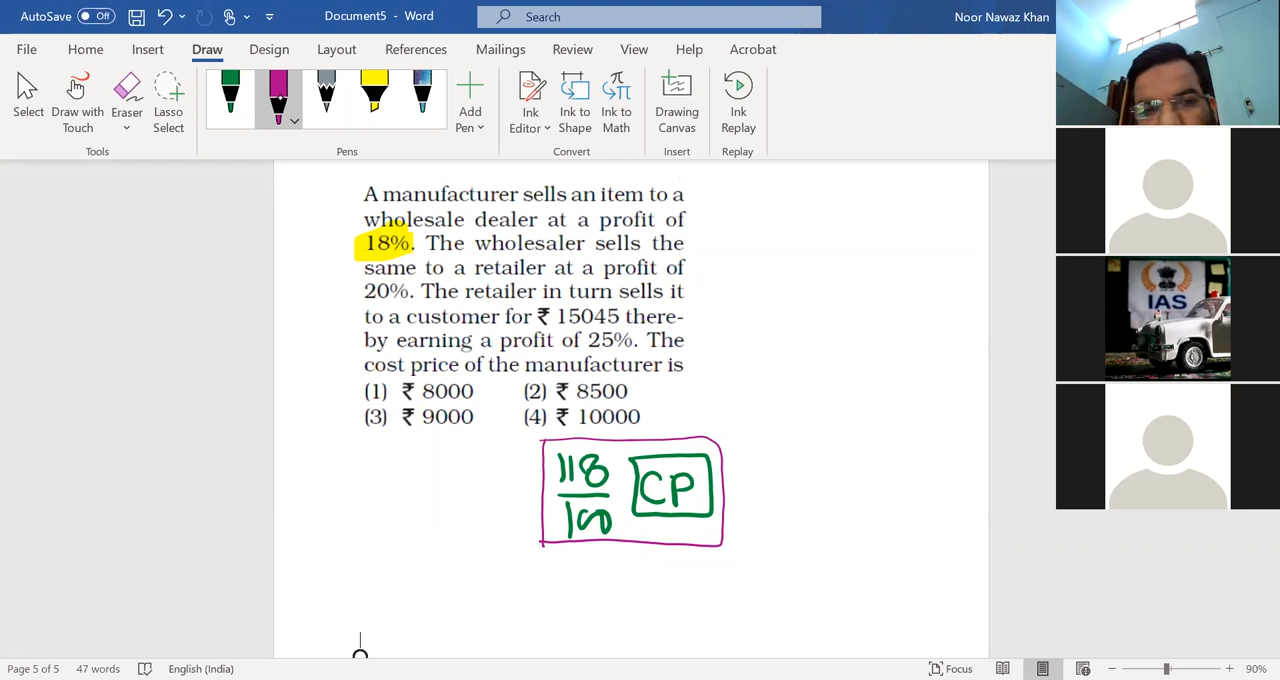 AutoSave Off Document5 - Word Search Noor Nawaz Khan
File Home Insert Draw Design Layout References Mailings Review View Help Acrobat
Select Draw with Touch Eraser Lasso Select Add Pen Ink Editor Ink to Shape Ink to Math Drawing Canvas Ink Replay
Tools Pens Convert Insert Replay
A manufacturer sells an item to a
wholesale dealer at a profit of
18%. The wholesaler sells the
same to a retailer at a profit of
20%. The retailer in turn sells it
to a customer for ₹ 15045 there-
by earning a profit of 25%. The
cost price of the manufacturer is
(1) ₹ 8000 (2) ₹ 8500
(3) ₹ 9000 (4) ₹ 10000
118
100 CP
IAS
Page 5 of 5 47 words English (India) Focus 90%